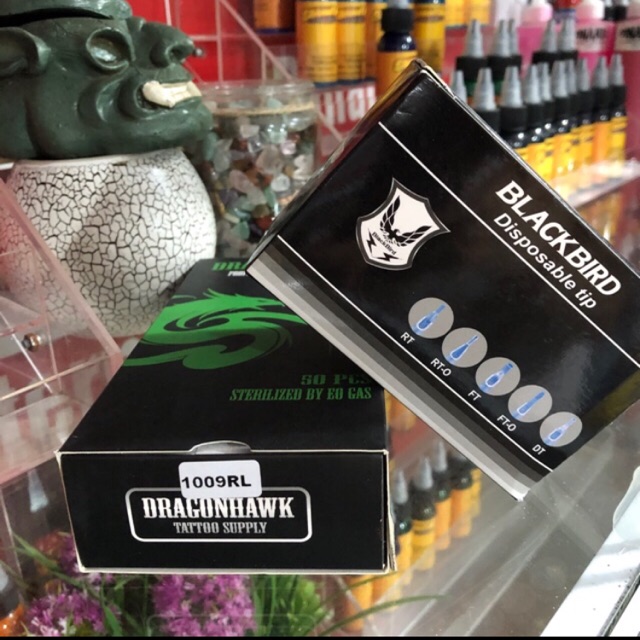 BLACKBIRD
Disposable tip
RT
RT-O
FT
FT-O
DT
50 PCS
STERILIZED BY EO GAS
1009RL
DRAGONHAWK
TATTOO SUPPLY